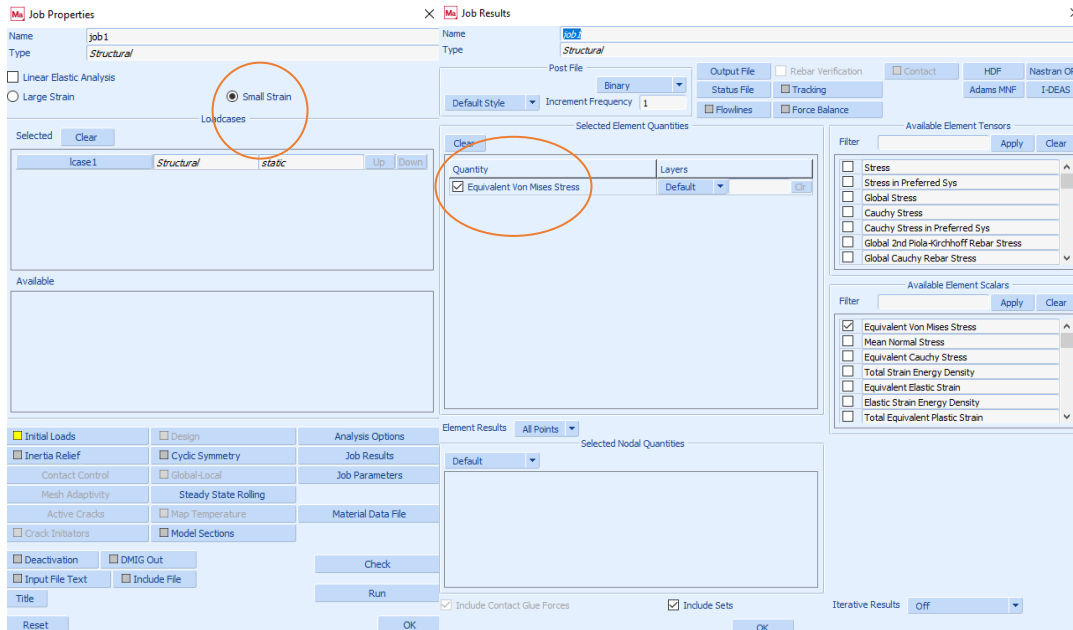 Ma Job Properties
Name job1
Type Structural
Linear Elastic Analysis
Large Strain Small Strain
Loadcases
Selected Clear
lcase1 Structural static Up Down
Available
Initial Loads Design Analysis Options
Inertia Relief Cyclic Symmetry Job Results
Contact Control Global-Local Job Parameters
Mesh Adaptivity Steady State Rolling
Active Cracks Map Temperature Material Data File
Crack Initiators Model Sections
Deactivation DMIG Out Check
Input File Text Include File
Title Run
Reset OK
Ma Job Results
Name job1
Type Structural
Post File
Binary
Default Style Increment Frequency 1
Output File Rebar Verification Contact HDF Nastran OP
Status File Tracking Adams MNF I-DEAS
Flowlines Force Balance
Selected Element Quantities
Clear
Quantity Layers
Equivalent Von Mises Stress Default Clr
Element Results All Points
Selected Nodal Quantities
Default
Include Contact Glue Forces Include Sets
Available Element Tensors
Filter Apply Clear
Stress
Stress in Preferred Sys
Global Stress
Cauchy Stress
Cauchy Stress in Preferred Sys
Global 2nd Piola-Kirchhoff Rebar Stress
Global Cauchy Rebar Stress
Available Element Scalars
Filter Apply Clear
Equivalent Von Mises Stress
Mean Normal Stress
Equivalent Cauchy Stress
Total Strain Energy Density
Equivalent Elastic Strain
Elastic Strain Energy Density
Total Equivalent Plastic Strain
Iterative Results Off
OK